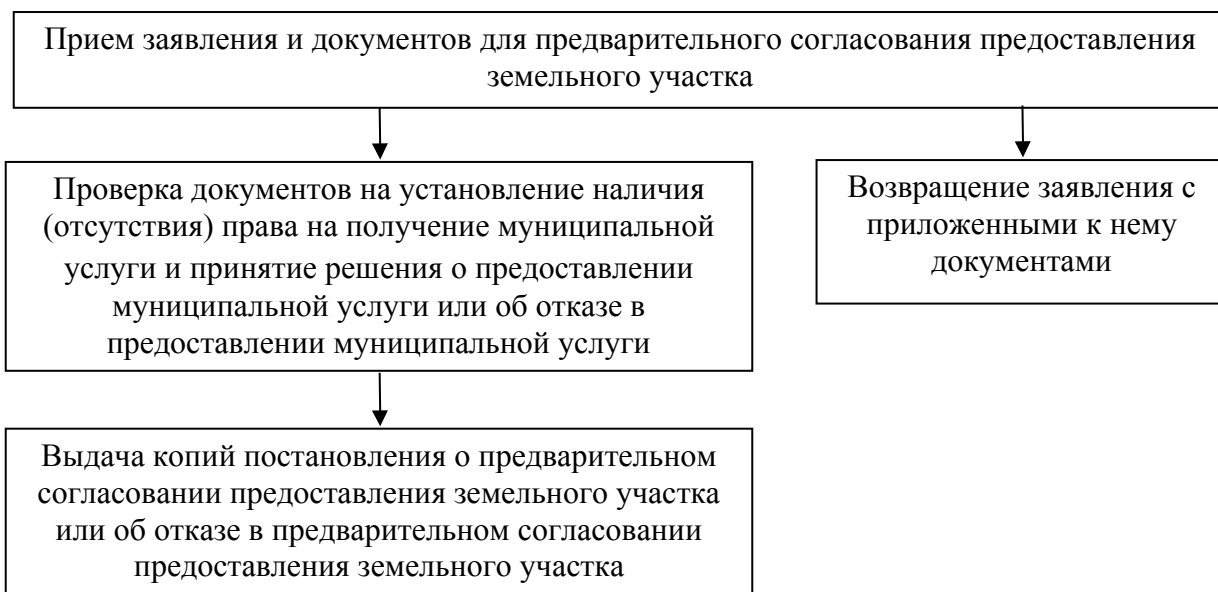 Прием заявления и документов для предварительного согласования предоставления
земельного участка
Проверка документов на установление наличия
(отсутствия) права на получение муниципальной
услуги и принятие решения о предоставлении
муниципальной услуги или об отказе в
предоставлении муниципальной услуги
Возвращение заявления с
приложенными к нему
документами
Выдача копий постановления о предварительном
согласовании предоставления земельного участка
или об отказе в предварительном согласовании
предоставления земельного участка